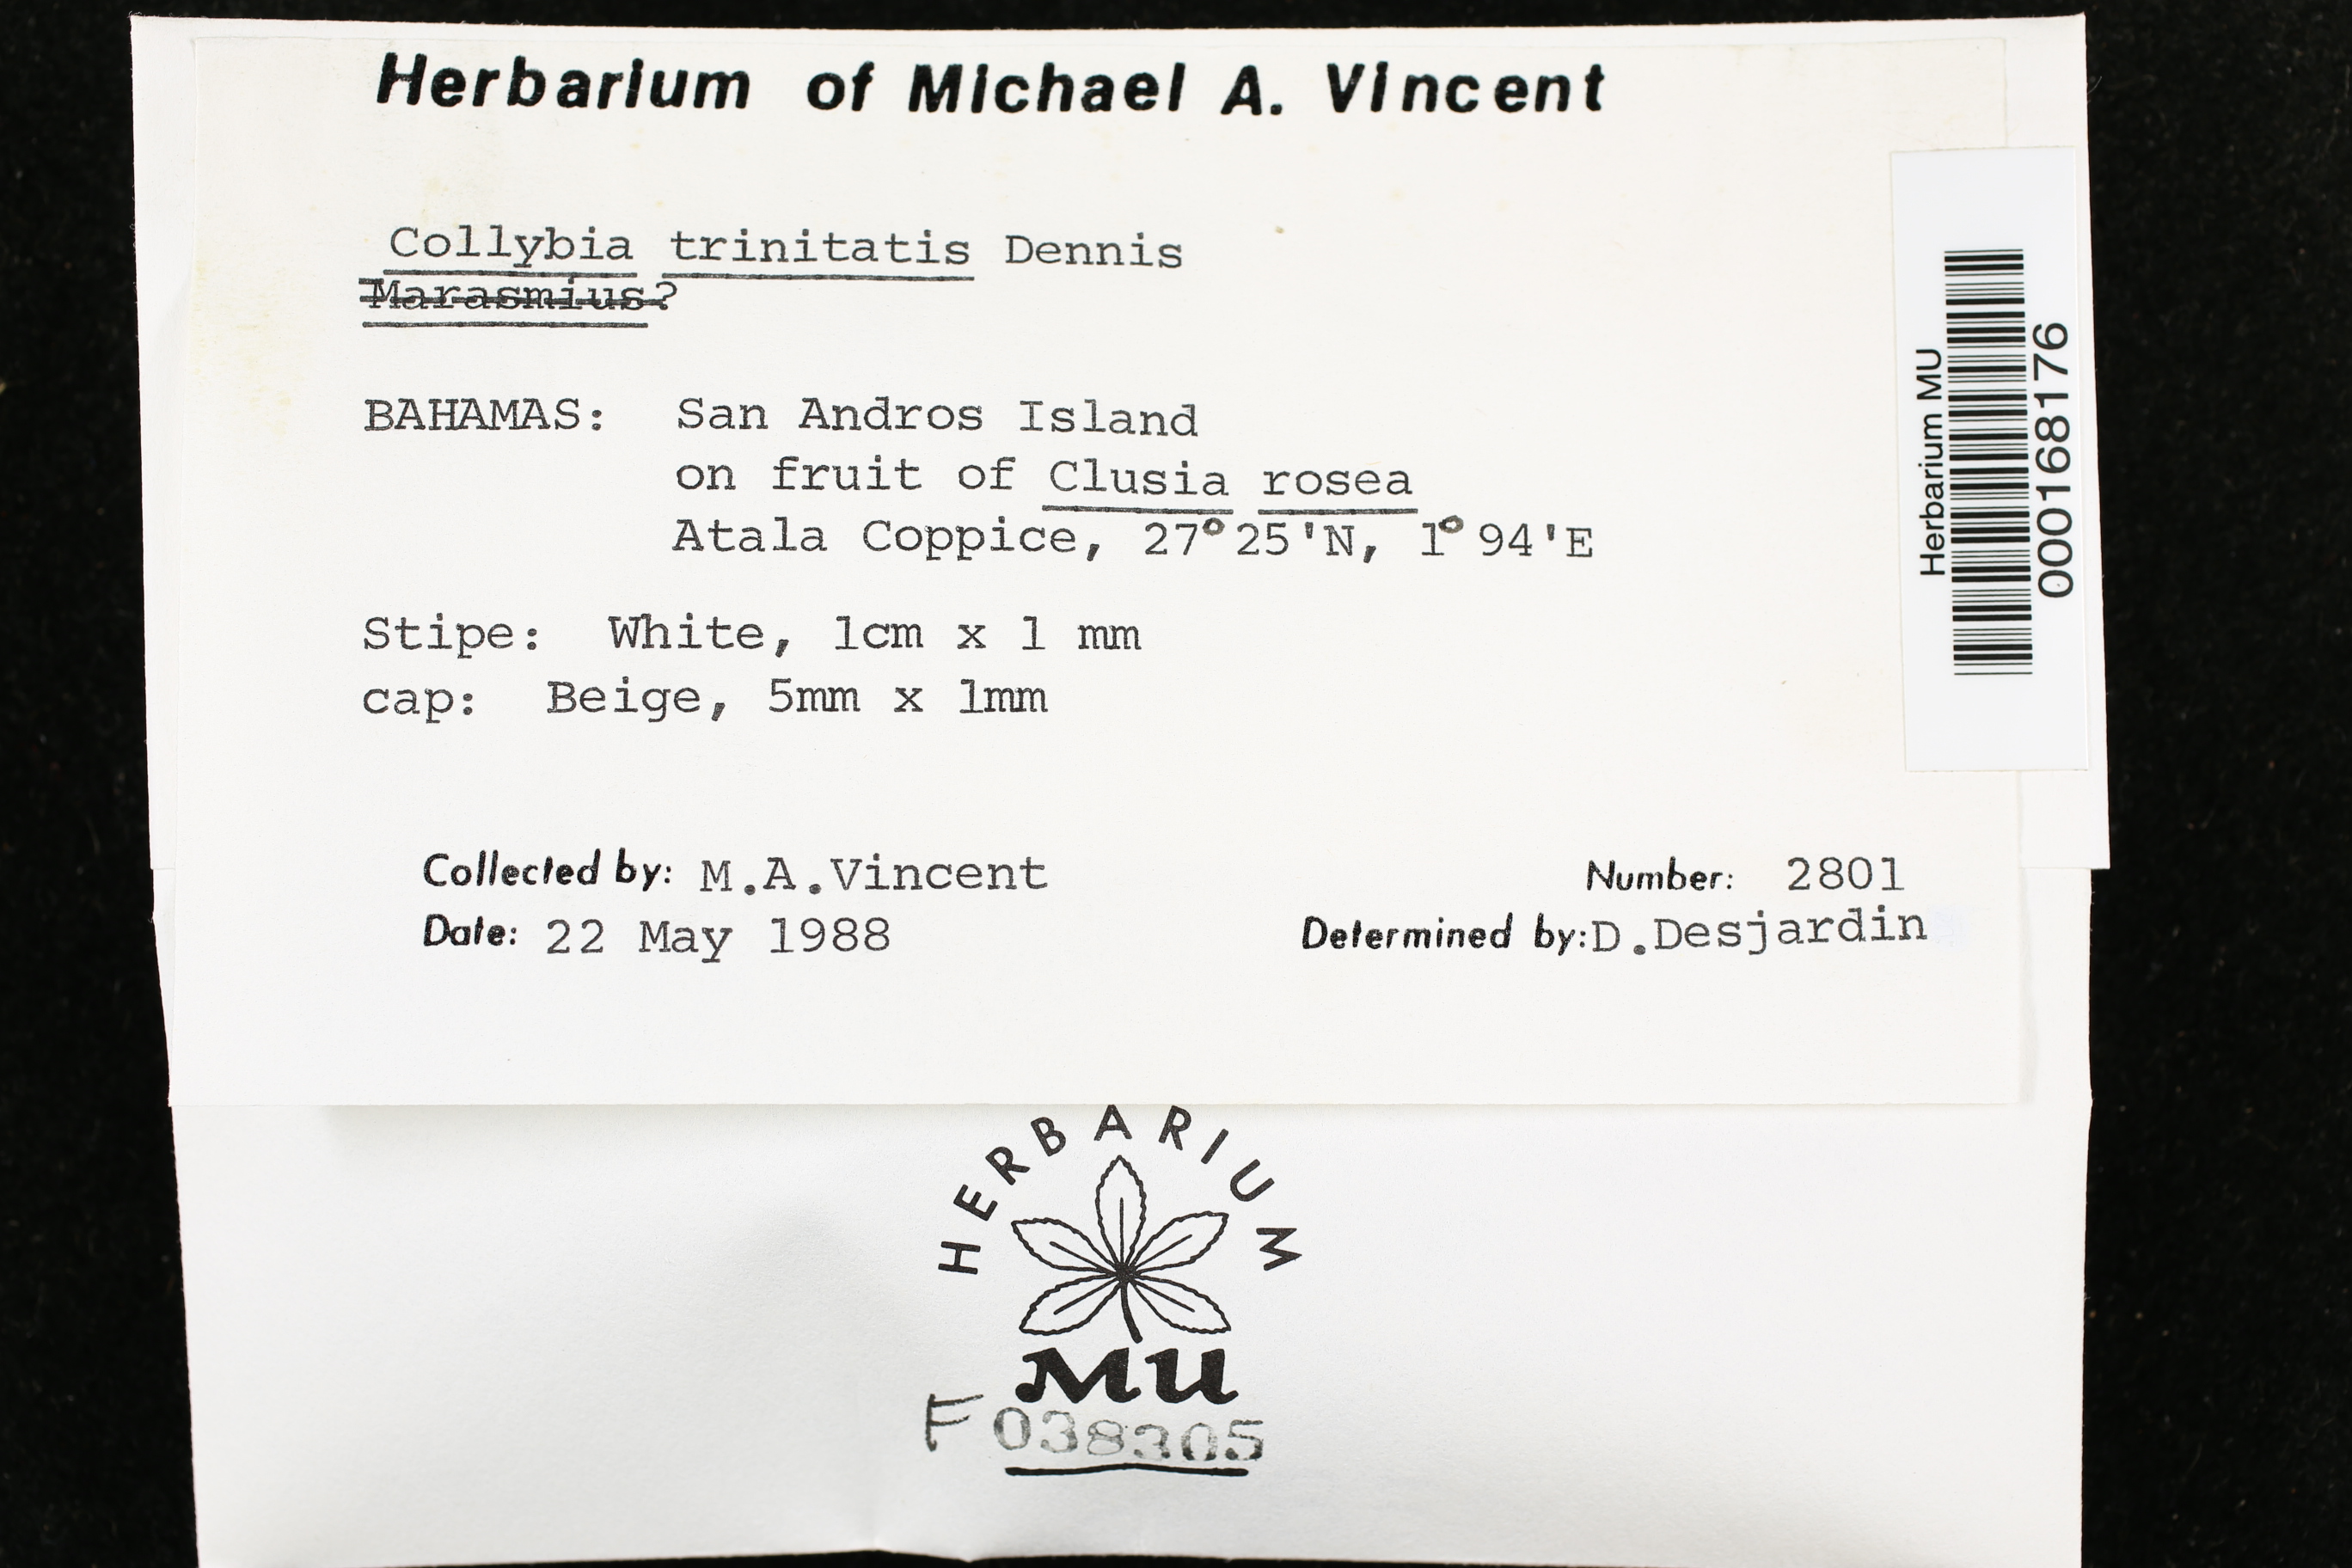 Herbarium of Michael A. Vincent
Collybia trinitatis Dennis
Marasmius?
BAHAMAS: San Andros Island
on fruit of Clusia rosea
Atala Coppice, 27°25'N, 1°94'E
Stipe: White, 1cm x 1 mm
cap: Beige, 5mm x 1mm
Collected by: M.A.Vincent
Number: 2801
Date: 22 May 1988
Determined by:D.Desjardin
Herbarium MU
000198176
HERBARIUM
MU
F 038305